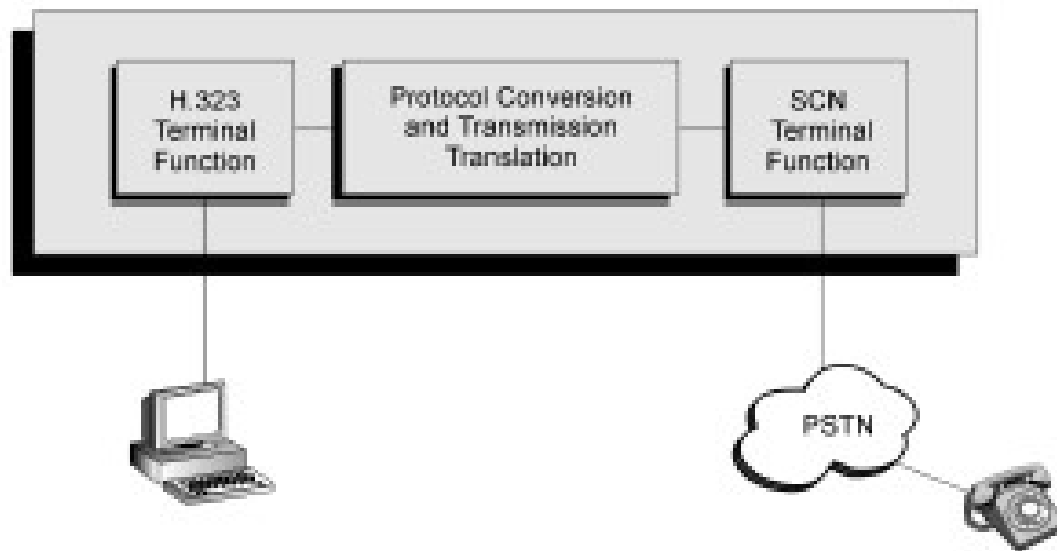 H.323
Terminal
Function
Protocol Conversion
and Transmission
Translation
SCN
Terminal
Function
PSTN